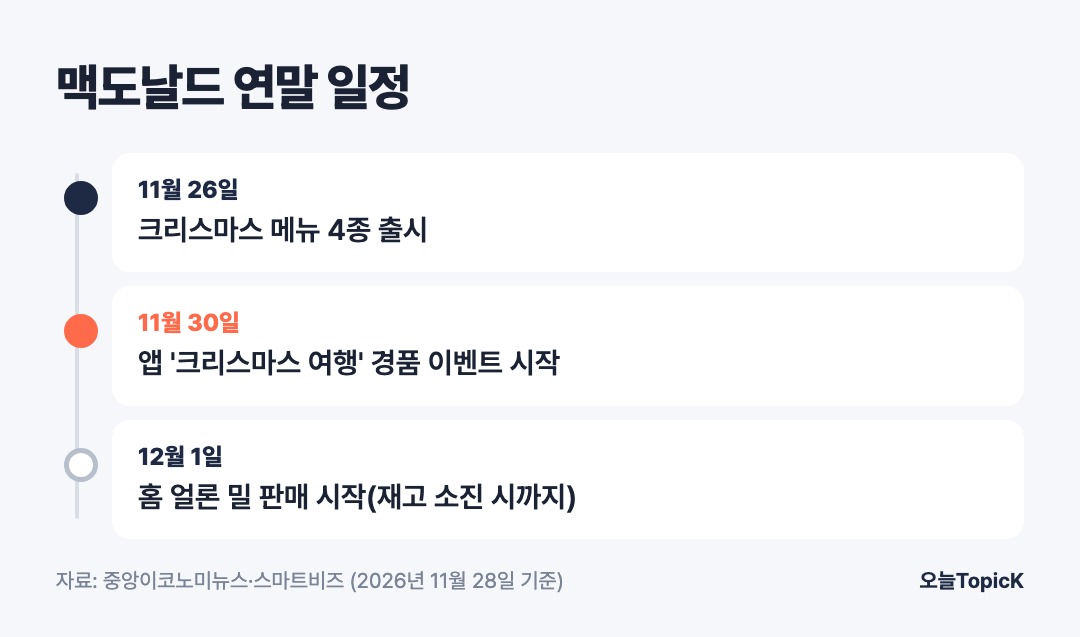 맥도날드 연말 일정
11월 26일
크리스마스 메뉴 4종 출시
11월 30일
앱 '크리스마스 여행' 경품 이벤트 시작
12월 1일
홈 얼론 밀 판매 시작(재고 소진 시까지)
자료: 중앙이코노미뉴스·스마트비즈 (2026년 11월 28일 기준)
오늘TopicK